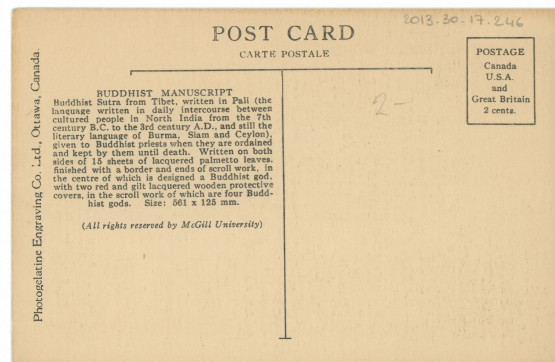 2013.30.17.246
POST CARD
CARTE POSTALE
POSTAGE
Canada
U.S.A.
and
Great Britain
2 cents.
2-
BUDDHIST MANUSCRIPT
Buddhist Sutra from Tibet, written in Pali (the
language written in daily intercourse between
cultured people in North India from the 7th
century B.C. to the 3rd century A.D., and still the
literary language of Burma, Siam and Ceylon),
given to Buddhist priests when they are ordained
and kept by them until death. Written on both
sides of 15 sheets of lacquered palmetto leaves,
finished with a border and ends of scroll work, in
the centre of which is designed a Buddhist god,
with two red and gilt lacquered wooden protective
covers, in the scroll work of which are four Budd-
hist gods. Size: 561 x 125 mm.
(All rights reserved by McGill University)
Photogelatine Engraving Co. Ltd., Ottawa, Canada.